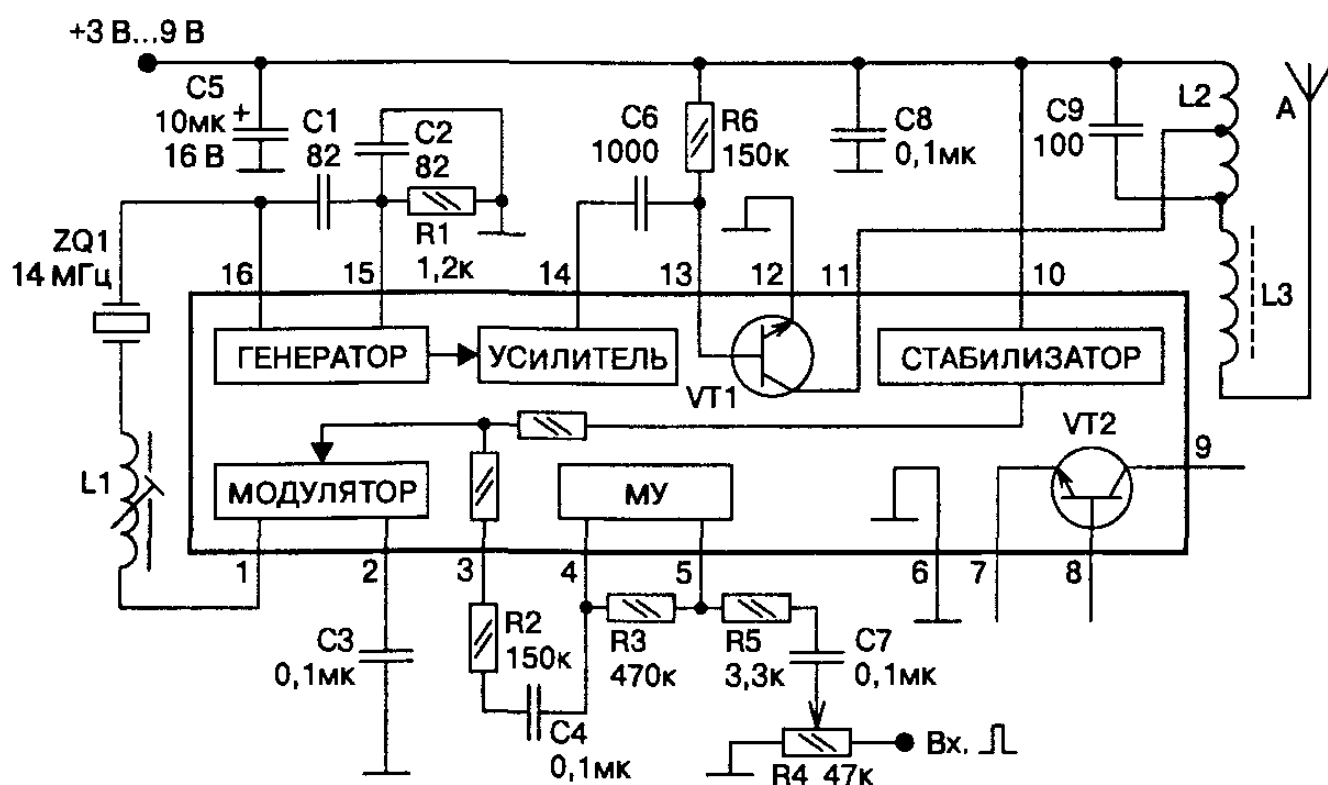 +3 В...9 В
C5
10мк +
16 В
C1
82
C2
82
R1
1,2к
C6
1000
R6
150к
C8
0,1мк
C9
100
L2
A
ZQ1
14 МГц
16
15
14
13
12
11
10
L3
ГЕНЕРАТОР
УСИЛИТЕЛЬ
VT1
СТАБИЛИЗАТОР
VT2
9
L1
МОДУЛЯТОР
МУ
1
2
3
4
5
6
7
8
C3
0,1мк
R2
150к
R3
470к
R5
3,3к
C7
0,1мк
C4
0,1мк
Вх.
R4 47к